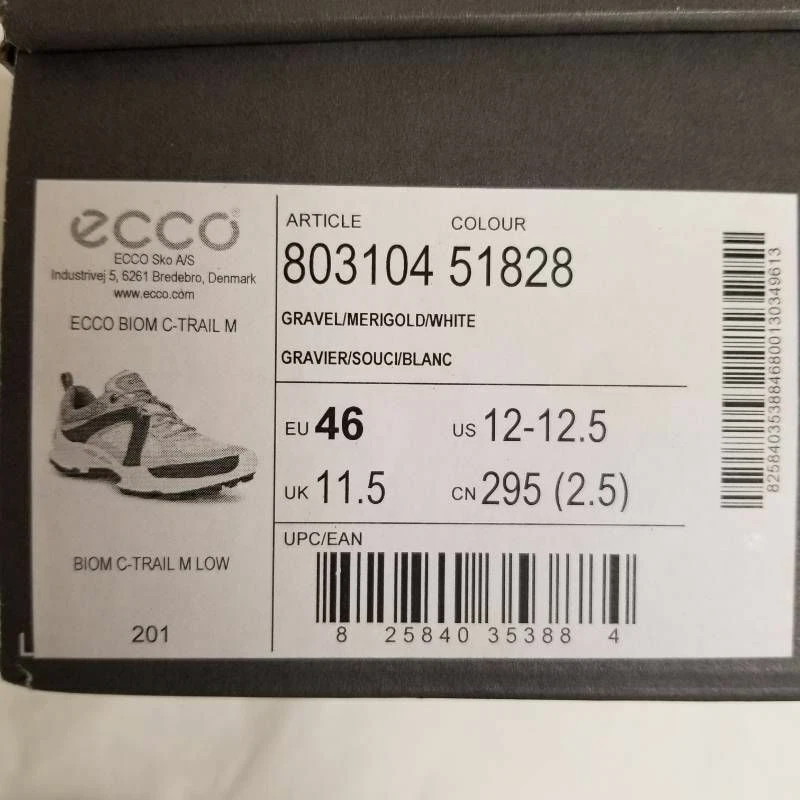 ecco®
ECCO Sko A/S
Industrivej 5, 6261 Bredebro, Denmark
www.ecco.com
ECCO BIOM C-TRAIL M
BIOM C-TRAIL M LOW
201
ARTICLE COLOUR
803104 51828
GRAVEL/MERIGOLD/WHITE
GRAVIER/SOUCI/BLANC
EU 46 US 12-12.5
UK 11.5 CN 295 (2.5)
UPC/EAN
8 25840 35388 4
8258403538846800130349613
L